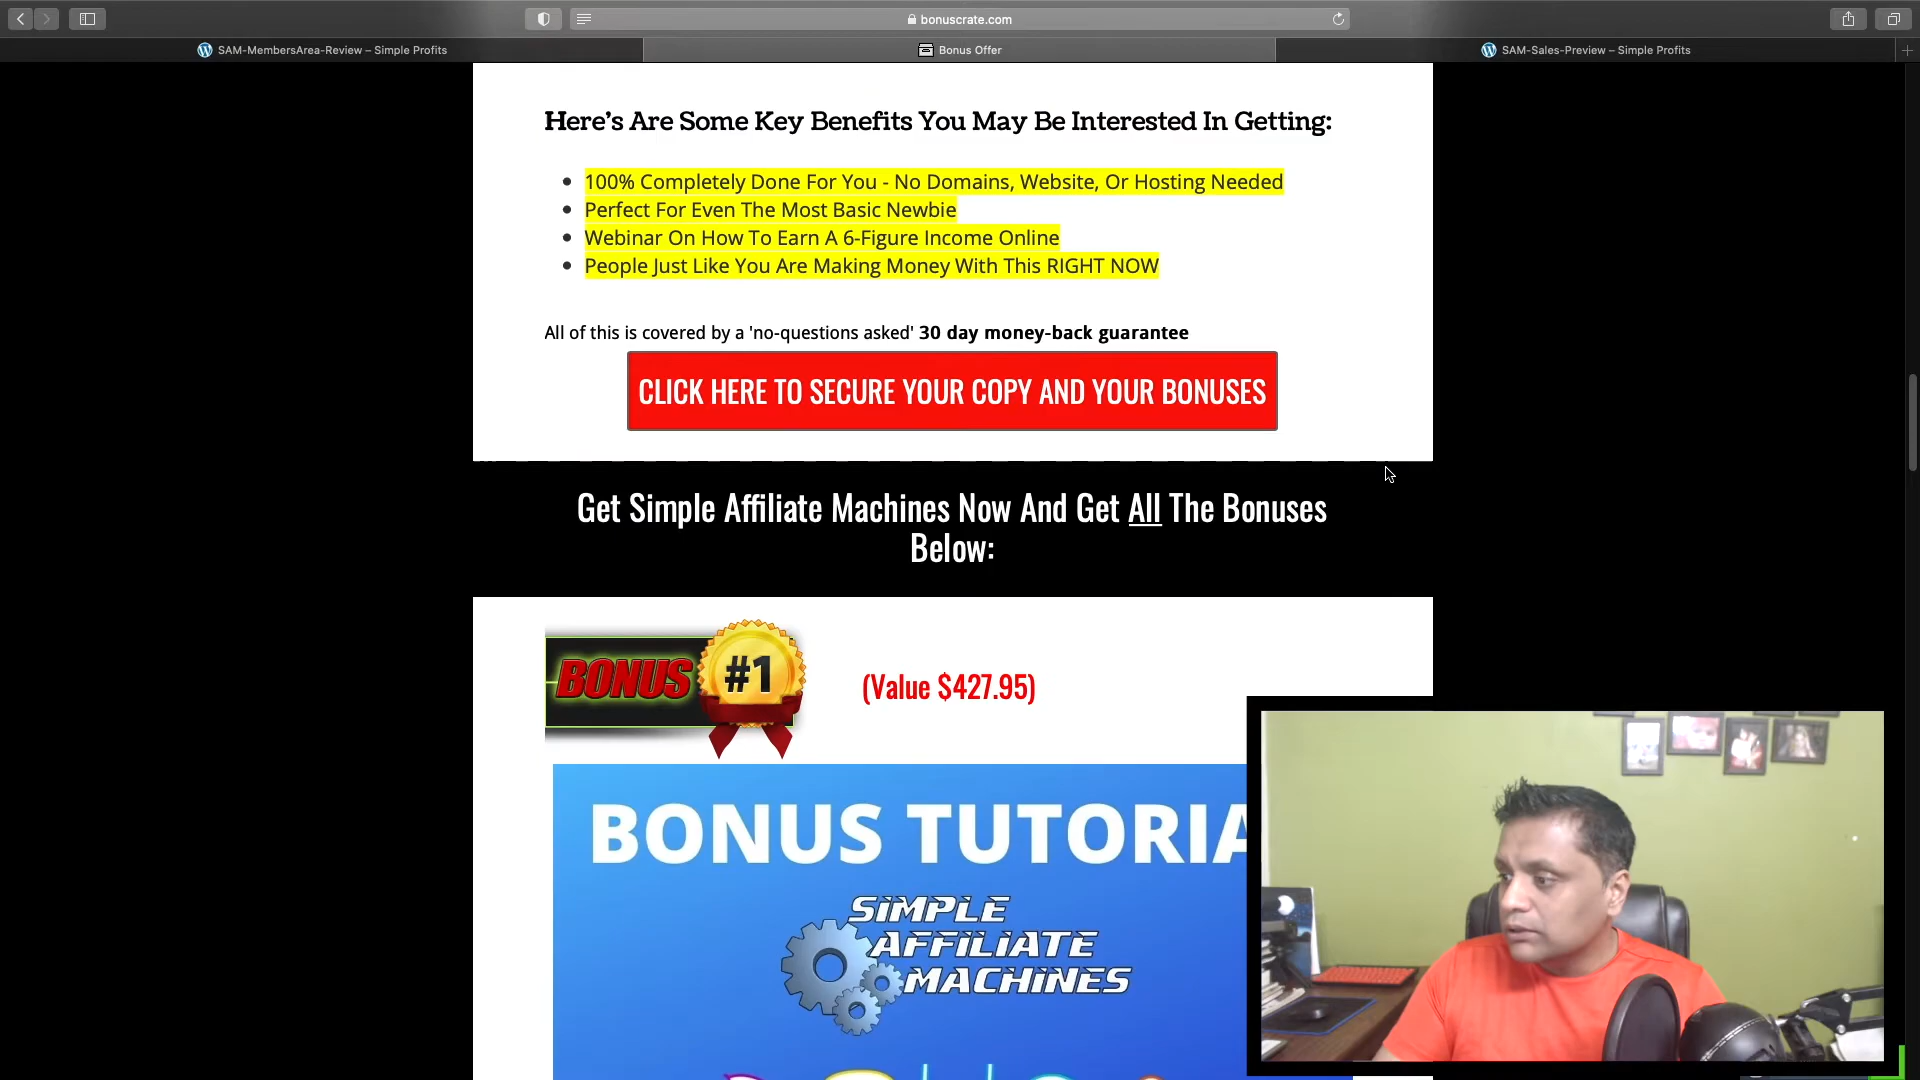 bonuscrate.com
SAM-MembersArea-Review – Simple Profits
Bonus Offer
SAM-Sales-Preview – Simple Profits
Here's Are Some Key Benefits You May Be Interested In Getting:
100% Completely Done For You - No Domains, Website, Or Hosting Needed
Perfect For Even The Most Basic Newbie
Webinar On How To Earn A 6-Figure Income Online
People Just Like You Are Making Money With This RIGHT NOW
All of this is covered by a 'no-questions asked' 30 day money-back guarantee
CLICK HERE TO SECURE YOUR COPY AND YOUR BONUSES
Get Simple Affiliate Machines Now And Get All The Bonuses
Below:
BONUS #1
(Value $427.95)
BONUS TUTORIA
SIMPLE
AFFILIATE
MACHINES